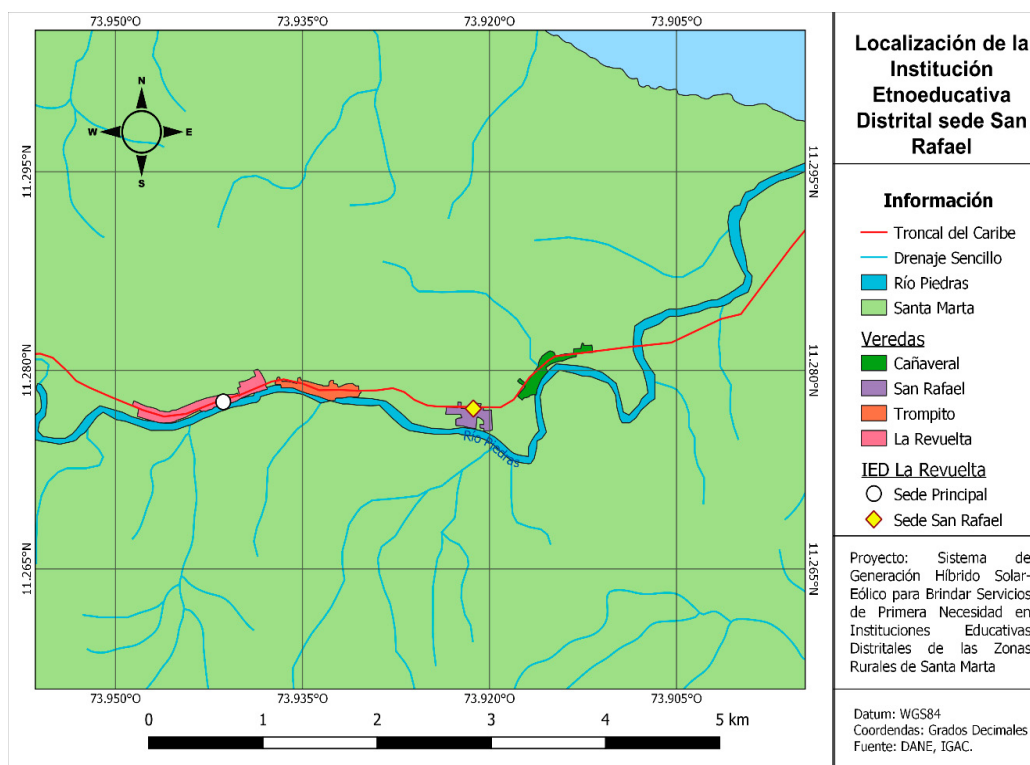 73.950°O 73.935°O 73.920°O 73.905°O
N
W E
S
11.295°N 11.295°N
11.280°N 11.280°N
11.265°N 11.265°N
Río Piedras
73.950°O 73.935°O 73.920°O 73.905°O
0 1 2 3 4 5 km
Localización de la
Institución
Etnoeducativa
Distrital sede San
Rafael
Información
Troncal del Caribe
Drenaje Sencillo
Río Piedras
Santa Marta
Veredas
Cañaveral
San Rafael
Trompito
La Revuelta
IED La Revuelta
Sede Principal
Sede San Rafael
Proyecto: Sistema de
Generación Híbrido Solar-
Eólico para Brindar Servicios
de Primera Necesidad en
Instituciones Educativas
Distritales de las Zonas
Rurales de Santa Marta
Datum: WGS84
Coordendas: Grados Decimales
Fuente: DANE, IGAC.